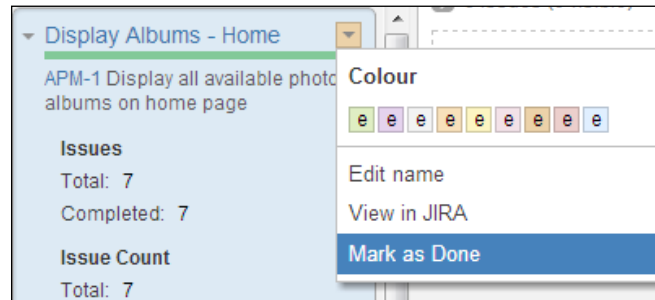 Display Albums - Home
APM-1 Display all available photo
albums on home page
Issues
Total: 7
Completed: 7
Issue Count
Total: 7
Colour
e e e e e e e e e
Edit name
View in JIRA
Mark as Done